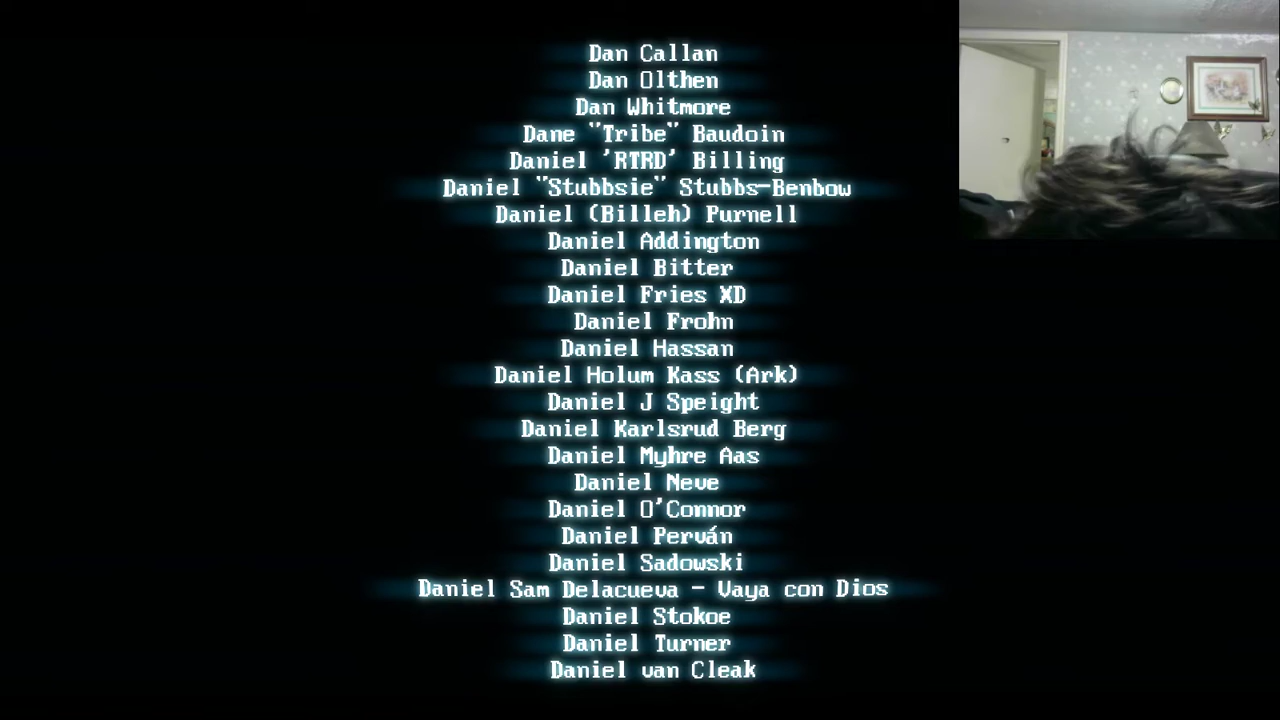 Dan Callan
Dan Olthen
Dan Whitmore
Dane "Tribe" Baudoin
Daniel 'RTRD' Billing
Daniel "Stubbsie" Stubbs-Benbow
Daniel (Billeh) Purnell
Daniel Addington
Daniel Bitter
Daniel Fries XD
Daniel Frohn
Daniel Hassan
Daniel Holum Kass (Ark)
Daniel J Speight
Daniel Karlsrud Berg
Daniel Myhre Aas
Daniel Neve
Daniel O'Connor
Daniel Perván
Daniel Sadowski
Daniel Sam Delacueva - Vaya con Dios
Daniel Stokoe
Daniel Turner
Daniel van Cleak